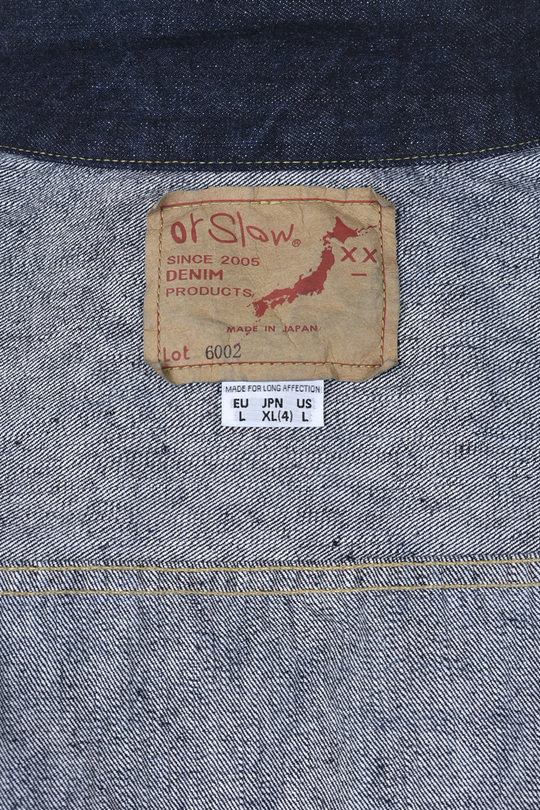 orSlow®
SINCE 2005
DENIM
PRODUCTS
XX
MADE IN JAPAN
Lot 6002
MADE FOR LONG AFFECTION
EU JPN US
L XL(4) L